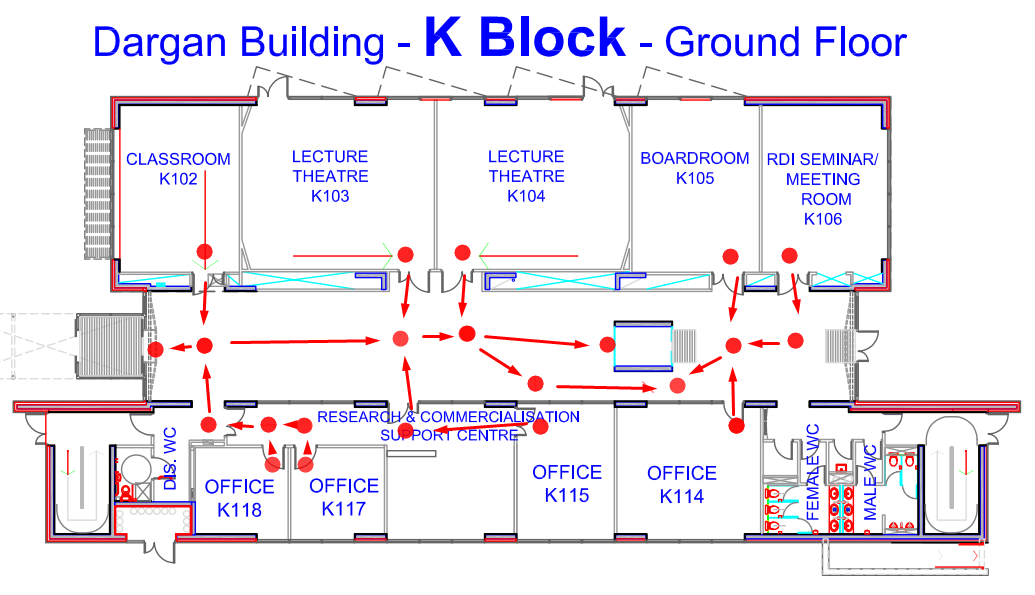 Dargan Building - K Block - Ground Floor
CLASSROOM
K102
LECTURE
THEATRE
K103
LECTURE
THEATRE
K104
BOARDROOM
K105
RDI SEMINAR/
MEETING
ROOM
K106
RESEARCH & COMMERCIALISATION
SUPPORT CENTRE
DIS. WC
OFFICE
K118
OFFICE
K117
OFFICE
K115
OFFICE
K114
FEMALE WC
MALE WC